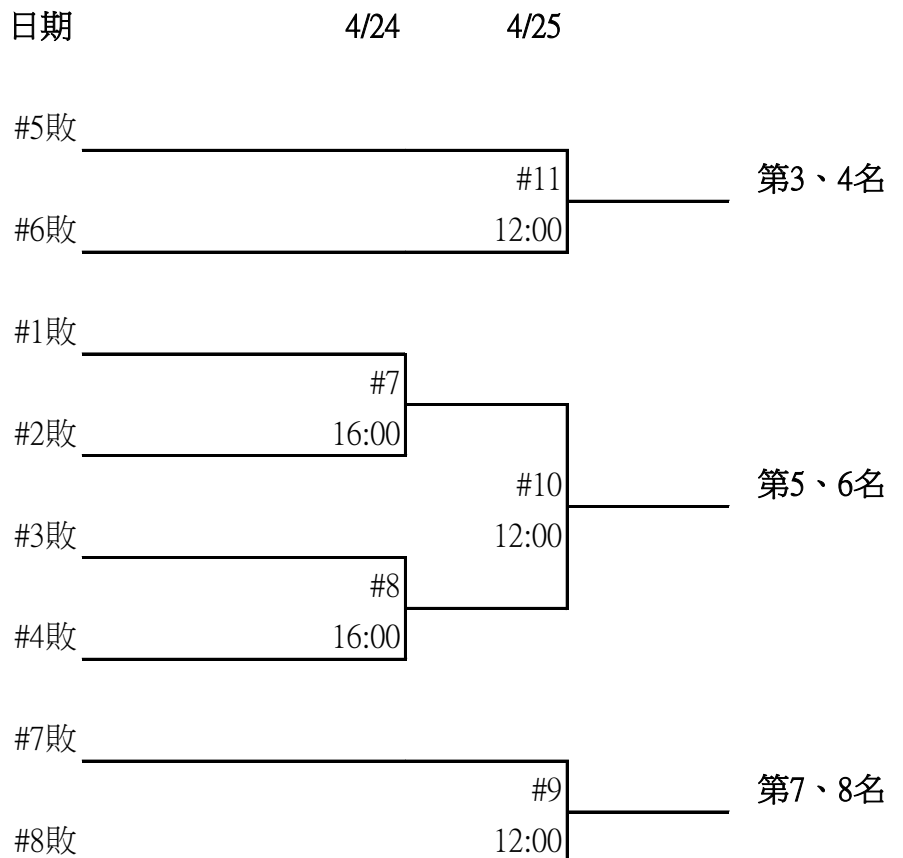 日期 4/24 4/25
#5敗
#11 第3、4名
#6敗 12:00
#1敗
#7
#2敗 16:00
#10 第5、6名
#3敗 12:00
#8
#4敗 16:00
#7敗
#9 第7、8名
#8敗 12:00